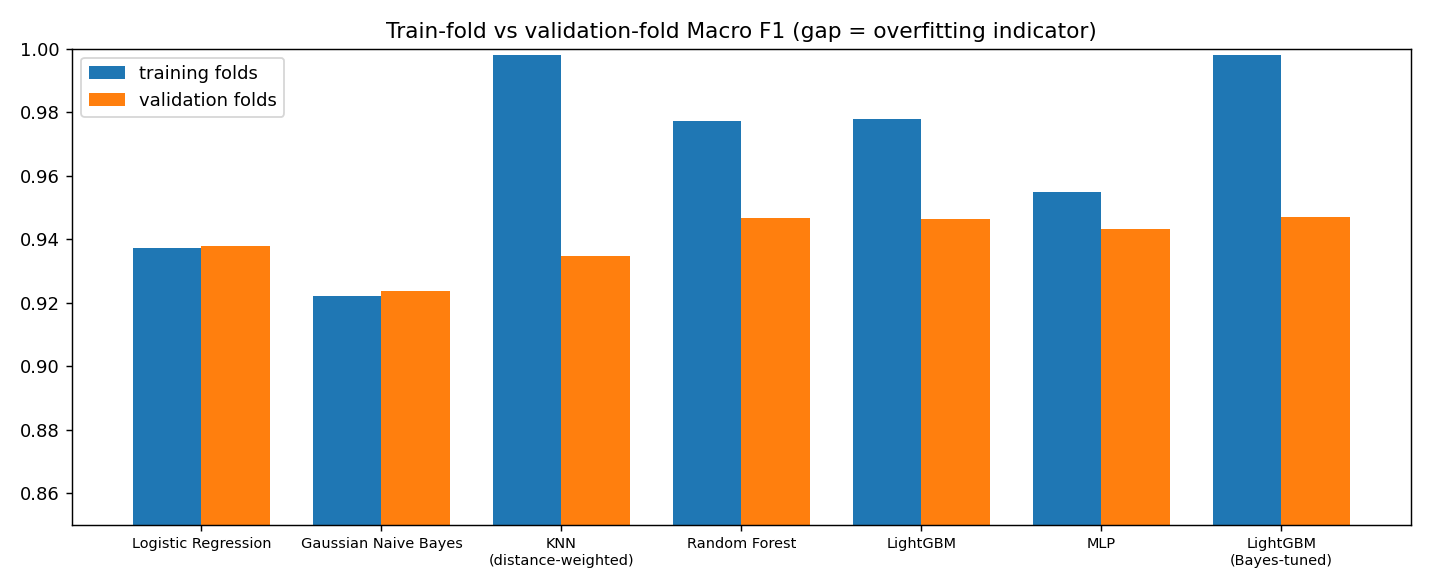 Train-fold vs validation-fold Macro F1 (gap = overfitting indicator)
1.00
0.98
0.96
0.94
0.92
0.90
0.88
0.86
training folds
validation folds
Logistic Regression
Gaussian Naive Bayes
KNN
(distance-weighted)
Random Forest
LightGBM
MLP
LightGBM
(Bayes-tuned)